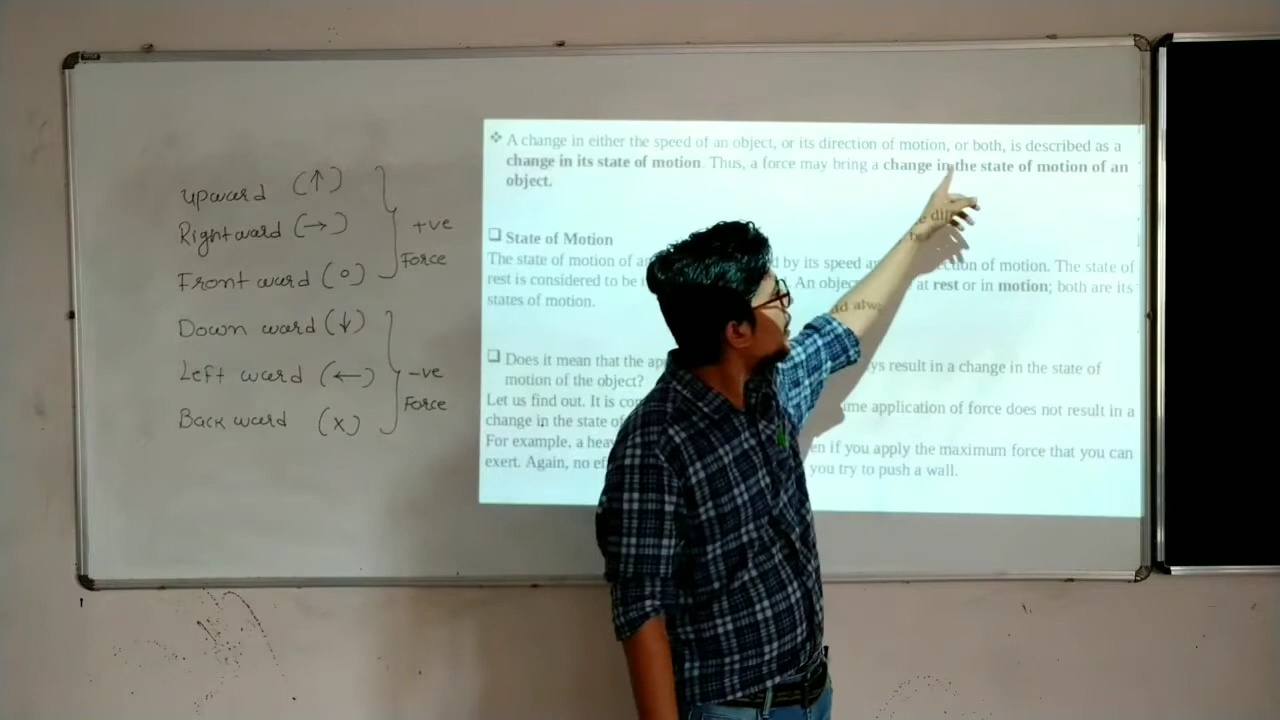 upward (↑)
Rightward (→)
Front ward (o)
+ve
Force
Down ward (↓)
Left ward (←)
Back ward (x)
-ve
Force
❖ A change in either the speed of an object, or its direction of motion, or both, is described as a
change in its state of motion. Thus, a force may bring a change in the state of motion of an
object.
❑ State of Motion
The state of motion of by its speed of motion. The state of
rest is considered to be An at rest or in motion; both are its
states of motion.
❑ Does it mean that the result in a change in the state of
motion of the object?
Let us find out. It is application of force does not result in a
change in the state
For example, a if you apply the maximum force that you can
exert. Again, no you try to push a wall.